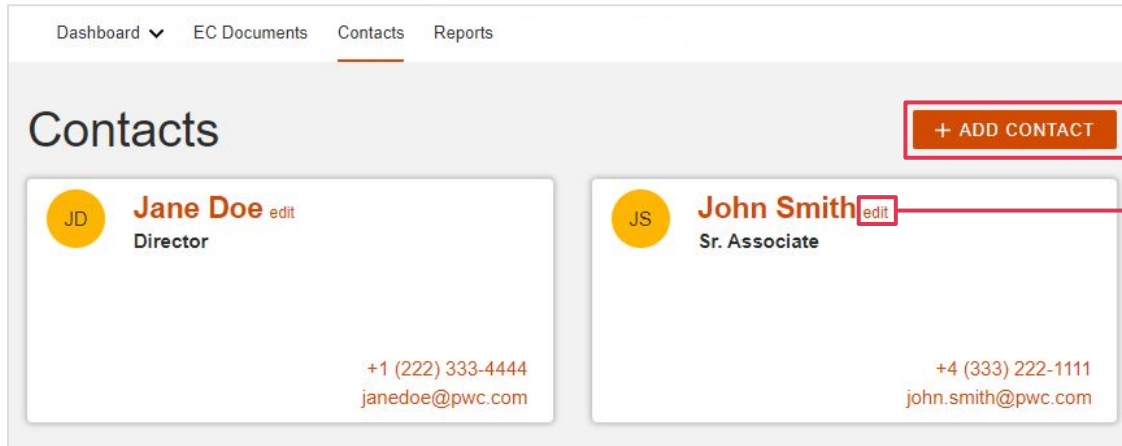 Dashboard EC Documents Contacts Reports
Contacts
+ ADD CONTACT
JD
Jane Doe edit
Director
+1 (222) 333-4444
janedoe@pwc.com
JS
John Smith edit
Sr. Associate
+4 (333) 222-1111
john.smith@pwc.com